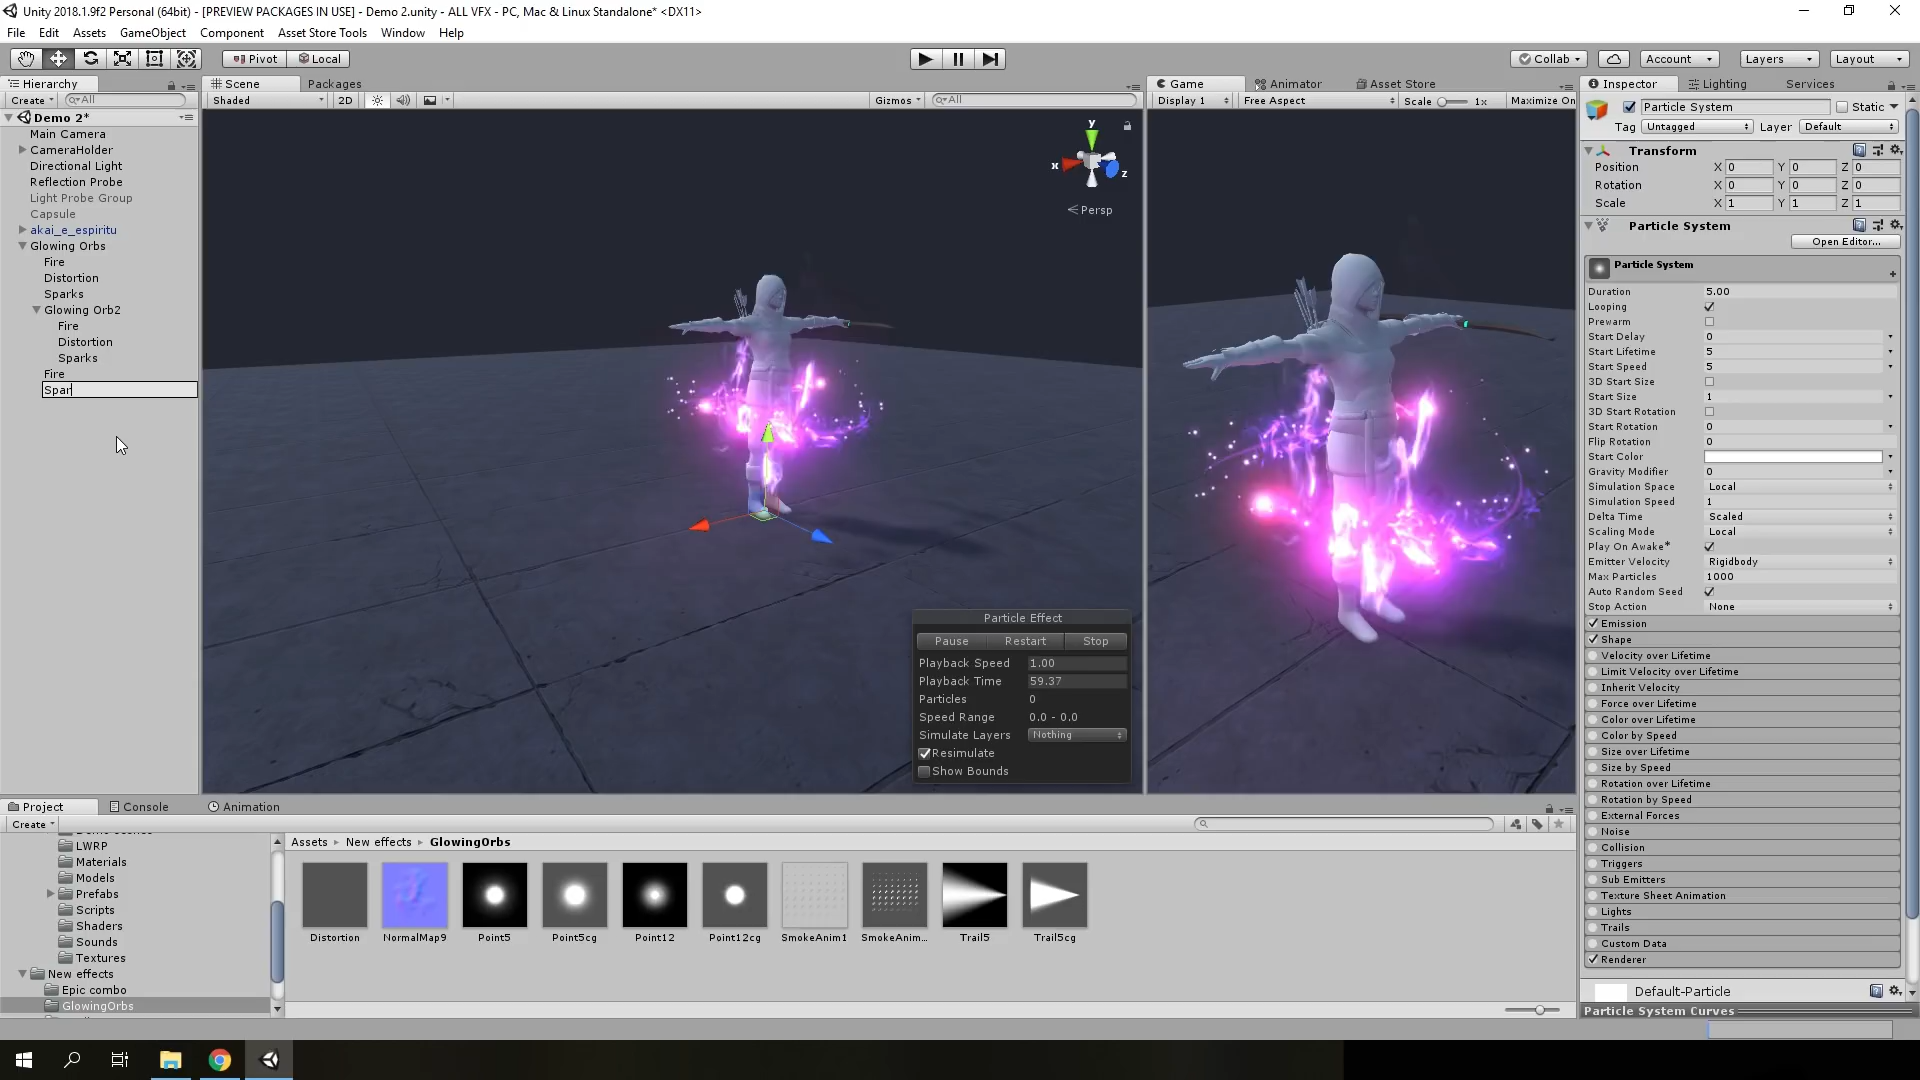 Unity 2018.1.9f2 Personal (64bit) - [PREVIEW PACKAGES IN USE] - Demo 2.unity - ALL VFX - PC, Mac & Linux Standalone* <DX11>
File Edit Assets GameObject Component Asset Store Tools Window Help
Pivot Local Collab Account Layers Layout
Hierarchy Scene Packages Game Animator Asset Store Inspector Lighting Services
Create All Shaded 2D Gizmos All Display 1 Free Aspect Scale 1x Maximize On
Demo 2*
Main Camera
CameraHolder
Directional Light
Reflection Probe
Light Probe Group
Capsule
akai_e_espiritu
Glowing Orbs
Fire
Distortion
Sparks
Glowing Orb2
Fire
Distortion
Sparks
Fire
Spar
y
x
z
Persp
Particle Effect
Pause Restart Stop
Playback Speed 1.00
Playback Time 59.37
Particles 0
Speed Range 0.0 - 0.0
Simulate Layers Nothing
Resimulate
Show Bounds
Particle System Static
Tag Untagged Layer Default
Transform
Position X 0 Y 0 Z 0
Rotation X 0 Y 0 Z 0
Scale X 1 Y 1 Z 1
Particle System
Open Editor...
Particle System
Duration 5.00
Looping
Prewarm
Start Delay 0
Start Lifetime 5
Start Speed 5
3D Start Size
Start Size 1
3D Start Rotation
Start Rotation 0
Flip Rotation 0
Start Color
Gravity Modifier 0
Simulation Space Local
Simulation Speed 1
Delta Time Scaled
Scaling Mode Local
Play On Awake*
Emitter Velocity Rigidbody
Max Particles 1000
Auto Random Seed
Stop Action None
Emission
Shape
Velocity over Lifetime
Limit Velocity over Lifetime
Inherit Velocity
Force over Lifetime
Color over Lifetime
Color by Speed
Size over Lifetime
Size by Speed
Rotation over Lifetime
Rotation by Speed
External Forces
Noise
Collision
Triggers
Sub Emitters
Texture Sheet Animation
Lights
Trails
Custom Data
Renderer
Default-Particle
Particle System Curves
Project Console Animation
Create
LWRP
Materials
Models
Prefabs
Scripts
Shaders
Sounds
Textures
New effects
Epic combo
GlowingOrbs
Assets New effects GlowingOrbs
Distortion NormalMap9 Point5 Point5cg Point12 Point12cg SmokeAnim1 SmokeAnim... Trail5 Trail5cg